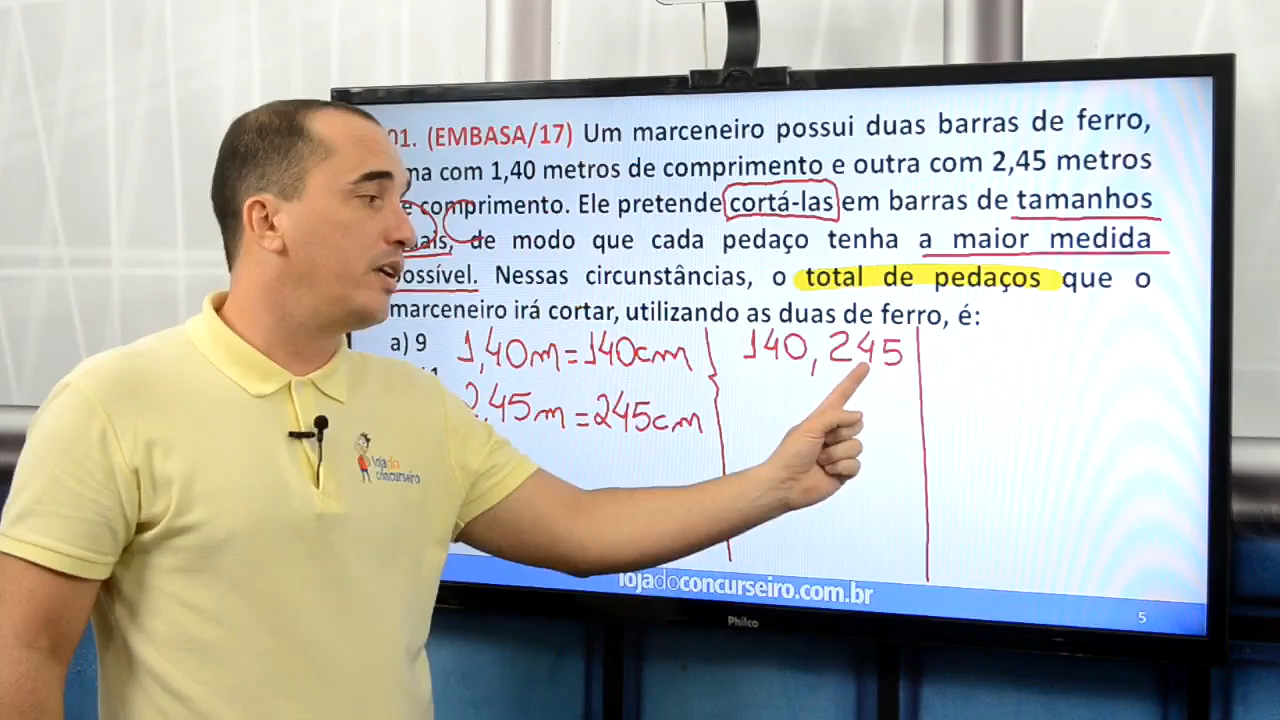 01. (EMBASA/17) Um marceneiro possui duas barras de ferro,
com 1,40 metros de comprimento e outra com 2,45 metros
comprimento. Ele pretende cortá-las em barras de tamanhos
de modo que cada pedaço tenha a maior medida
possível. Nessas circunstâncias, o total de pedaços que o
marceneiro irá cortar, utilizando as duas de ferro, é:
a) 9
1,40m = 140cm
140, 245
2,45m = 245cm
lojadoconcurseiro
lojadoconcurseiro.com.br
5
Philco